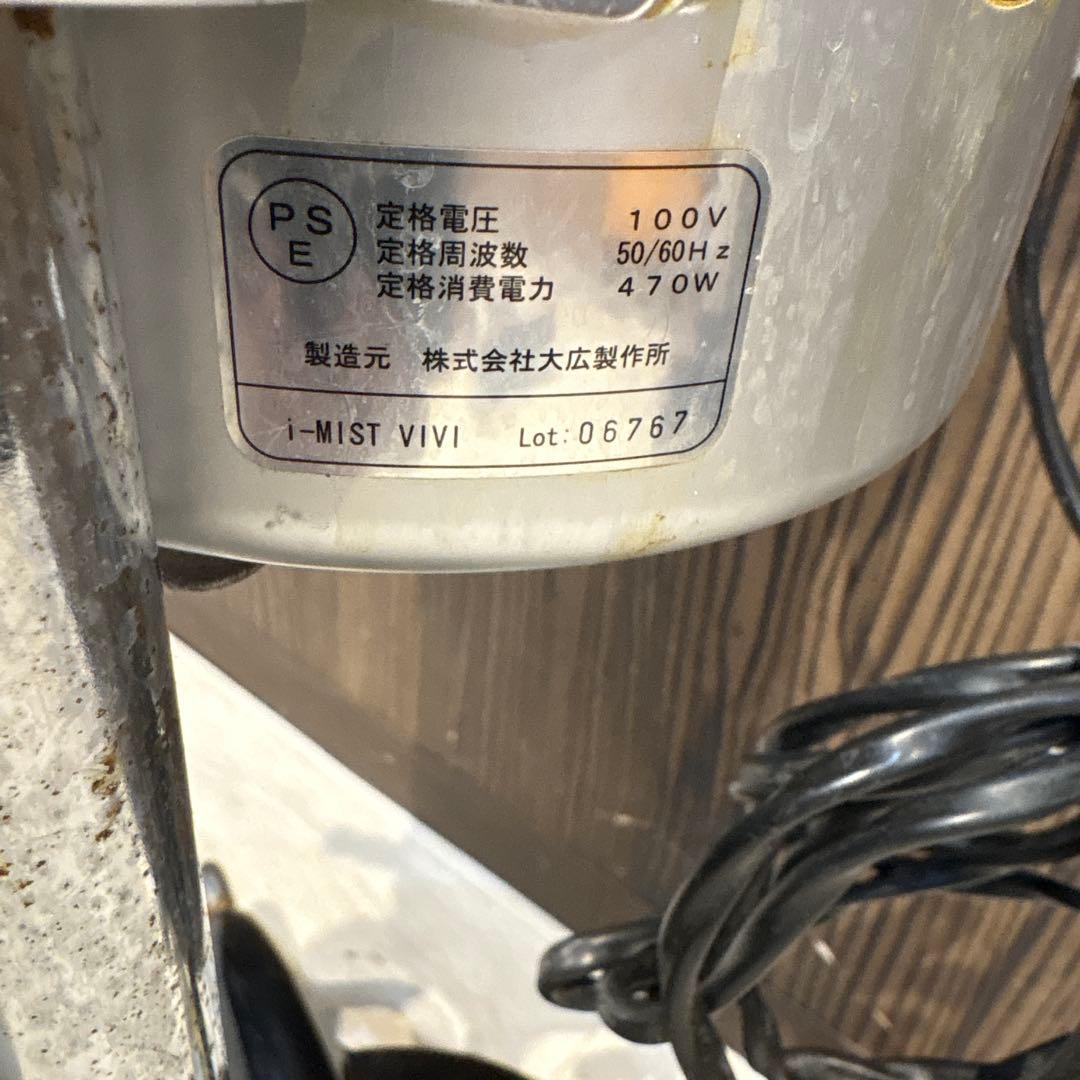 PS
E
定格電圧 100V
定格周波数 50/60Hz
定格消費電力 470W
製造元 株式会社大広製作所
i-MIST VIVI Lot: 06767